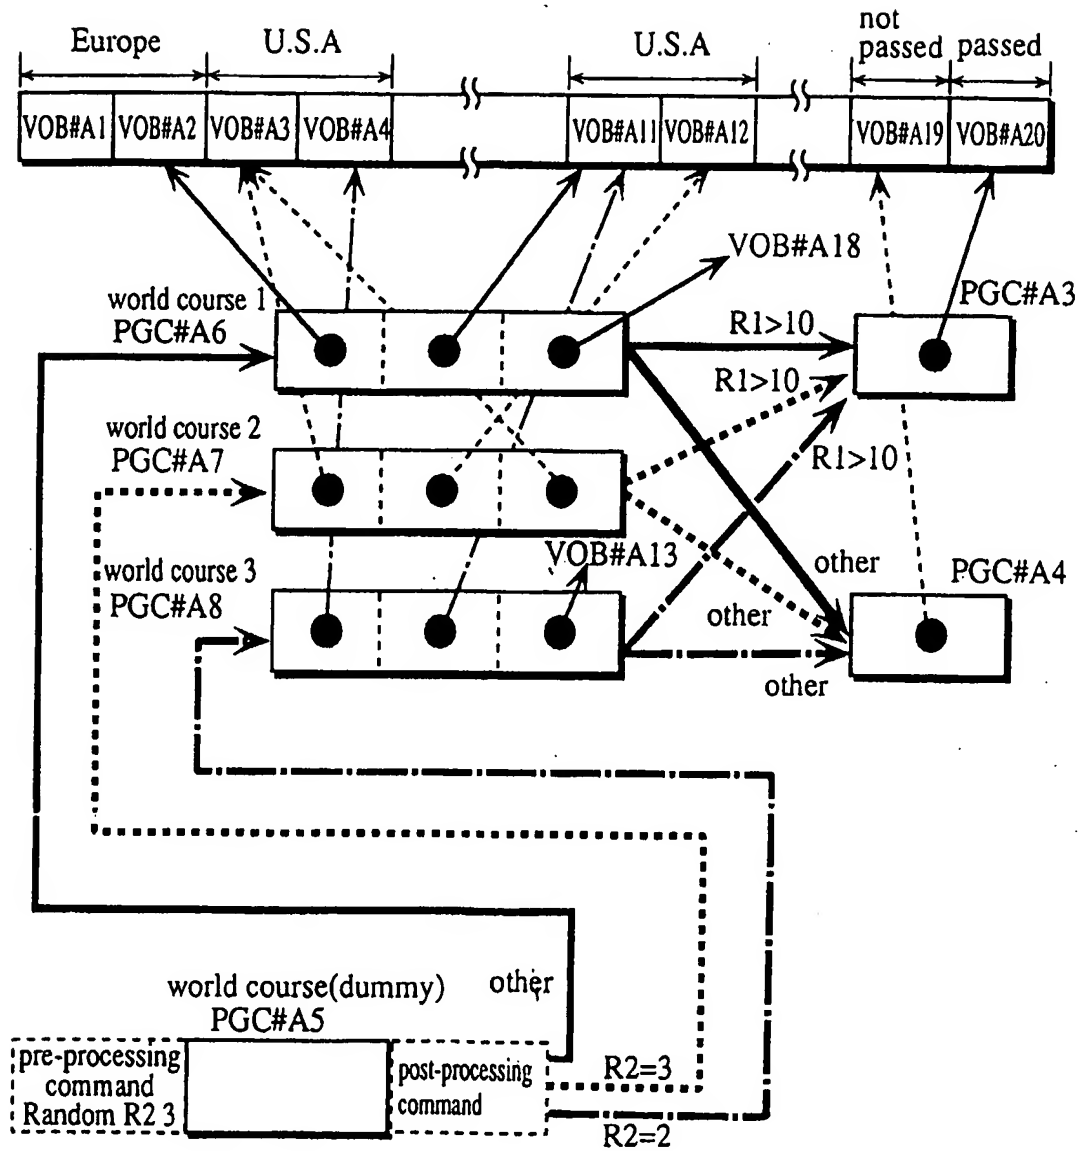 Europe
U.S.A
U.S.A
not
passed
passed
VOB#A1
VOB#A2
VOB#A3
VOB#A4
VOB#A11
VOB#A12
VOB#A19
VOB#A20
VOB#A18
world course 1
PGC#A6
R1>10
PGC#A3
R1>10
world course 2
PGC#A7
R1>10
VOB#A13
world course 3
PGC#A8
other
PGC#A4
other
other
world course(dummy)
PGC#A5
other
pre-processing
command
Random R2 3
post-processing
command
R2=3
R2=2